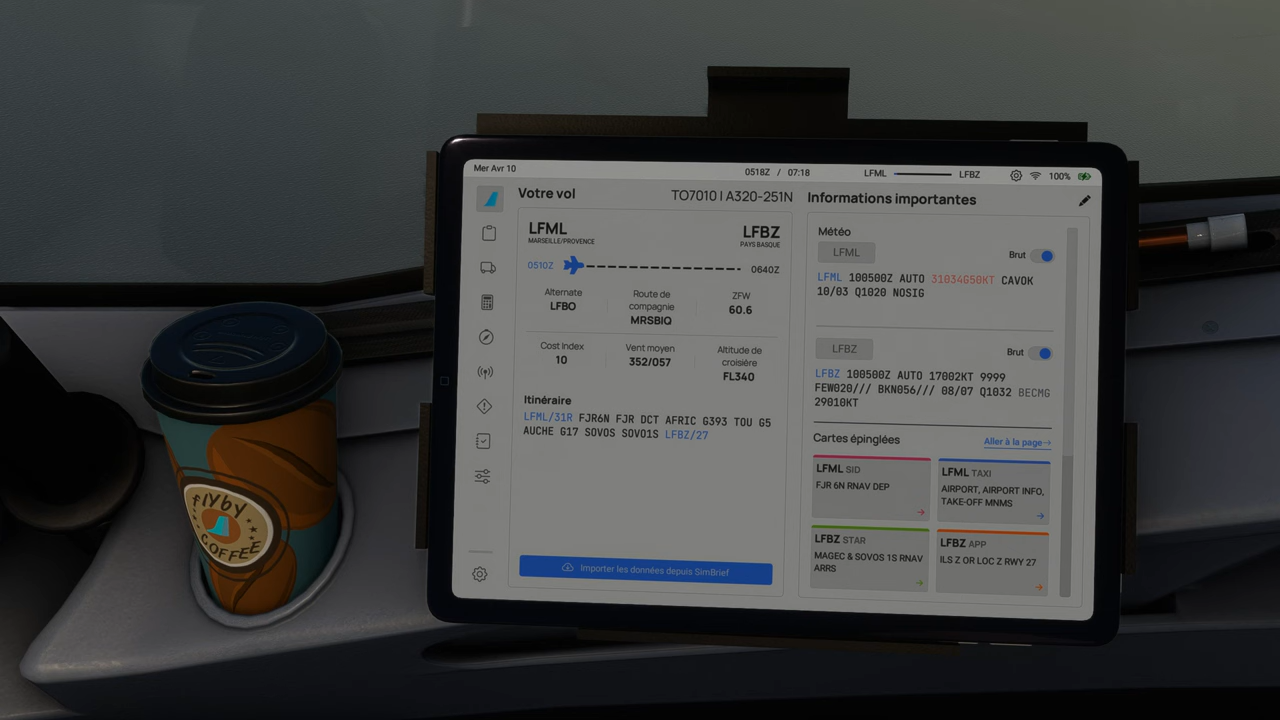 Mer Avr 10
0518Z / 07:18
LFML LFBZ
100%
Votre vol
TO7010 | A320-251N
LFML
MARSEILLE/PROVENCE
LFBZ
PAYS BASQUE
0510Z
0640Z
Alternate
LFBO
Route de
compagnie
MRSBIQ
ZFW
60.6
Cost Index
10
Vent moyen
352/057
Altitude de
croisière
FL340
Itinéraire
LFML/31R FJR6N FJR DCT AFRIC G393 TOU G5
AUCHE G17 SOVOS SOVO1S LFBZ/27
Importer les données depuis SimBrief
Informations importantes
Météo
LFML
Brut
LFML 100500Z AUTO 31034G50KT CAVOK
10/03 Q1020 NOSIG
LFBZ
Brut
LFBZ 100500Z AUTO 17002KT 9999
FEW020/// BKN056/// 08/07 Q1032 BECMG
29010KT
Cartes épinglées
Aller à la page→
LFML SID
FJR 6N RNAV DEP
LFML TAXI
AIRPORT, AIRPORT INFO,
TAKE-OFF MNMS
LFBZ STAR
MAGEC & SOVOS 1S RNAV
ARRS
LFBZ APP
ILS Z OR LOC Z RWY 27
flyby
COFFEE